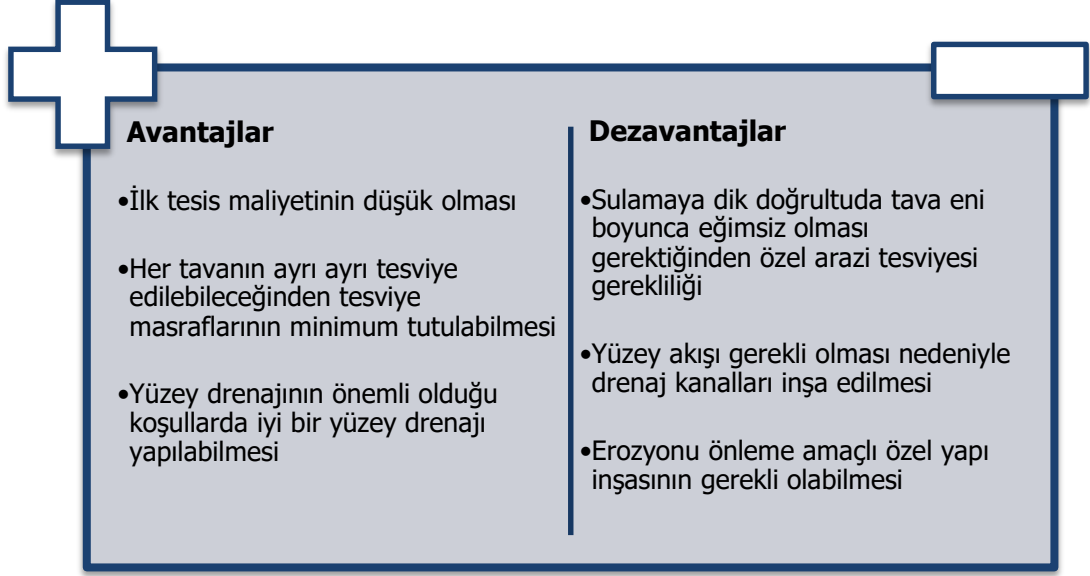 Avantajlar
•İlk tesis maliyetinin düşük olması
•Her tavanın ayrı ayrı tesviye
edilebileceğinden tesviye
masraflarının minimum tutulabilmesi
•Yüzey drenajının önemli olduğu
koşullarda iyi bir yüzey drenajı
yapılabilmesi
Dezavantajlar
•Sulamaya dik doğrultuda tava eni
boyunca eğimsiz olması
gerektiğinden özel arazi tesviyesi
gerekliliği
•Yüzey akışı gerekli olması nedeniyle
drenaj kanalları inşa edilmesi
•Erozyonu önleme amaçlı özel yapı
inşasının gerekli olabilmesi